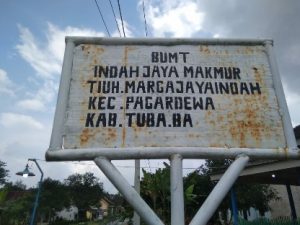 BUMT
INDAH JAYA MAKMUR
TIUH. MARGAJAYAINDAH
KEC. PAGARDEWA
KAB. TUBA.BA